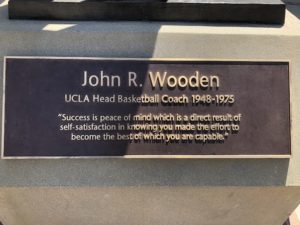 John R. Wooden
UCLA Head Basketball Coach 1948-1975
"Success is peace of mind which is a direct result of
self-satisfaction in knowing you made the effort to
become the best of which you are capable."